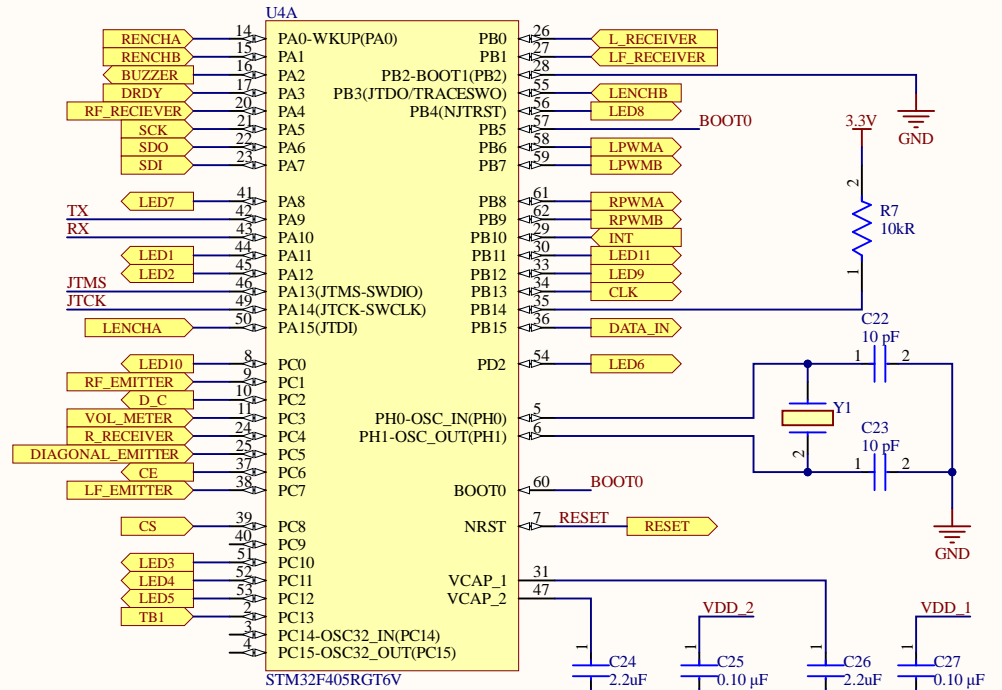 U4A
RENCHA 14 PA0-WKUP(PA0) PB0 26 L_RECEIVER
RENCHB 15 PA1 PB1 27 LF_RECEIVER
BUZZER 16 PA2 PB2-BOOT1(PB2) 28
DRDY 17 PA3 PB3(JTDO/TRACESWO) 55 LENCHB
RF_RECIEVER 20 PA4 PB4(NJTRST) 56 LED8
SCK 21 PA5 PB5 57 BOOT0
SDO 22 PA6 PB6 58 LPWMA
SDI 23 PA7 PB7 59 LPWMB
GND
3.3V
2
R7
10kR
1
LED7 41 PA8 PB8 61 RPWMA
TX 42 PA9 PB9 62 RPWMB
RX 43 PA10 PB10 29 INT
LED1 44 PA11 PB11 30 LED11
LED2 45 PA12 PB12 33 LED9
JTMS 46 PA13(JTMS-SWDIO) PB13 34 CLK
JTCK 49 PA14(JTCK-SWCLK) PB14 35
LENCHA 50 PA15(JTDI) PB15 36 DATA_IN
LED10 8 PC0 PD2 54 LED6
RF_EMITTER 9 PC1
D_C 10 PC2
VOL_METER 11 PC3 PH0-OSC_IN(PH0) 5
R_RECEIVER 24 PC4 PH1-OSC_OUT(PH1) 6
DIAGONAL_EMITTER 25 PC5
CE 37 PC6
LF_EMITTER 38 PC7 BOOT0 60 BOOT0
C22
10 pF
1 2
1
Y1
2
C23
10 pF
1 2
GND
CS 39 PC8 NRST 7 RESET RESET
40 PC9
LED3 51 PC10
LED4 52 PC11 VCAP_1 31
LED5 53 PC12 VCAP_2 47
TB1 2 PC13
3 PC14-OSC32_IN(PC14)
4 PC15-OSC32_OUT(PC15)
STM32F405RGT6V
VDD_2 VDD_1
1 C24
2.2uF
1 C25
0.10 µF
1 C26
2.2uF
1 C27
0.10 µF